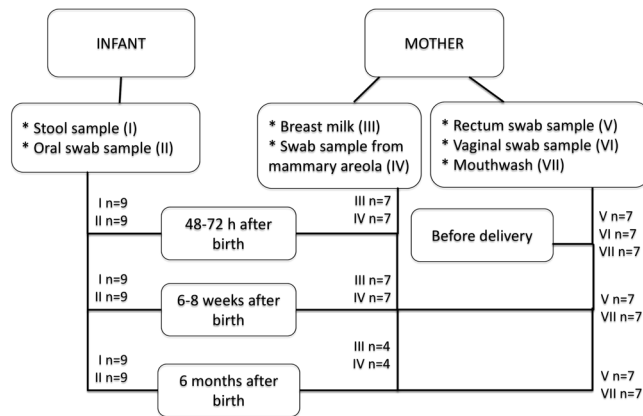 INFANT
MOTHER
* Stool sample (I)
* Oral swab sample (II)
* Breast milk (III)
* Swab sample from
mammary areola (IV)
* Rectum swab sample (V)
* Vaginal swab sample (VI)
* Mouthwash (VII)
I n=9
II n=9
48-72 h after
birth
III n=7
IV n=7
Before delivery
V n=7
VI n=7
VII n=7
I n=9
II n=9
6-8 weeks after
birth
III n=7
IV n=7
V n=7
VII n=7
I n=9
II n=9
6 months after
birth
III n=4
IV n=4
V n=7
VII n=7